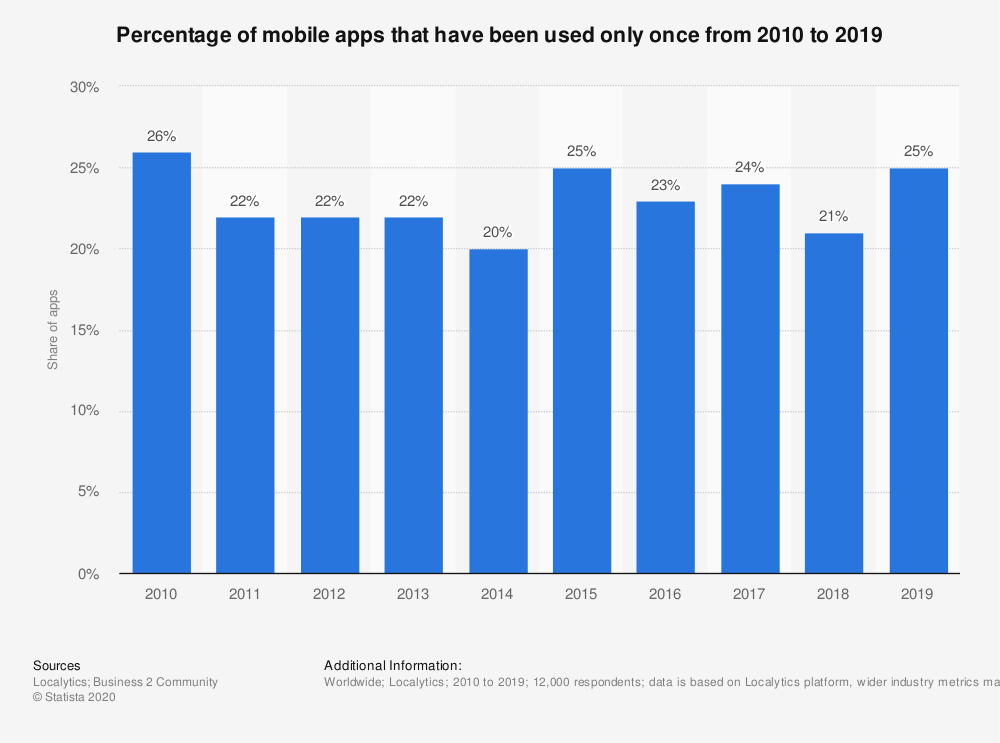 Percentage of mobile apps that have been used only once from 2010 to 2019
30%
25%
20%
15%
10%
5%
0%
Share of apps
26%
22%
22%
22%
20%
25%
23%
24%
21%
25%
2010 2011 2012 2013 2014 2015 2016 2017 2018 2019
Sources
Localytics; Business 2 Community
© Statista 2020
Additional Information:
Worldwide; Localytics; 2010 to 2019; 12,000 respondents; data is based on Localytics platform, wider industry metrics